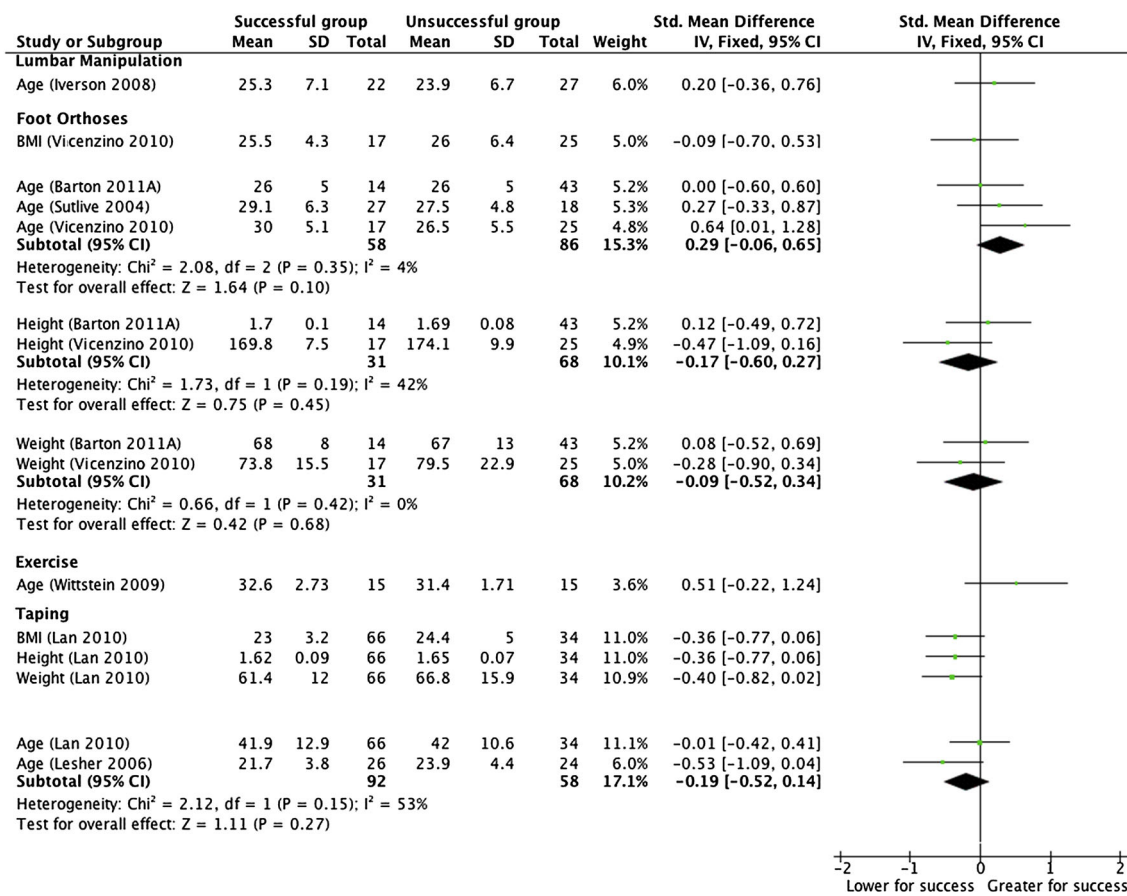 Successful group Unsuccessful group Std. Mean Difference Std. Mean Difference
Study or Subgroup Mean SD Total Mean SD Total Weight IV, Fixed, 95% CI IV, Fixed, 95% CI
Lumbar Manipulation
Age (Iverson 2008) 25.3 7.1 22 23.9 6.7 27 6.0% 0.20 [−0.36, 0.76]
Foot Orthoses
BMI (Vicenzino 2010) 25.5 4.3 17 26 6.4 25 5.0% −0.09 [−0.70, 0.53]
Age (Barton 2011A) 26 5 14 26 5 43 5.2% 0.00 [−0.60, 0.60]
Age (Sutlive 2004) 29.1 6.3 27 27.5 4.8 18 5.3% 0.27 [−0.33, 0.87]
Age (Vicenzino 2010) 30 5.1 17 26.5 5.5 25 4.8% 0.64 [0.01, 1.28]
Subtotal (95% CI) 58 86 15.3% 0.29 [−0.06, 0.65]
Heterogeneity: Chi² = 2.08, df = 2 (P = 0.35); I² = 4%
Test for overall effect: Z = 1.64 (P = 0.10)
Height (Barton 2011A) 1.7 0.1 14 1.69 0.08 43 5.2% 0.12 [−0.49, 0.72]
Height (Vicenzino 2010) 169.8 7.5 17 174.1 9.9 25 4.9% −0.47 [−1.09, 0.16]
Subtotal (95% CI) 31 68 10.1% −0.17 [−0.60, 0.27]
Heterogeneity: Chi² = 1.73, df = 1 (P = 0.19); I² = 42%
Test for overall effect: Z = 0.75 (P = 0.45)
Weight (Barton 2011A) 68 8 14 67 13 43 5.2% 0.08 [−0.52, 0.69]
Weight (Vicenzino 2010) 73.8 15.5 17 79.5 22.9 25 5.0% −0.28 [−0.90, 0.34]
Subtotal (95% CI) 31 68 10.2% −0.09 [−0.52, 0.34]
Heterogeneity: Chi² = 0.66, df = 1 (P = 0.42); I² = 0%
Test for overall effect: Z = 0.42 (P = 0.68)
Exercise
Age (Wittstein 2009) 32.6 2.73 15 31.4 1.71 15 3.6% 0.51 [−0.22, 1.24]
Taping
BMI (Lan 2010) 23 3.2 66 24.4 5 34 11.0% −0.36 [−0.77, 0.06]
Height (Lan 2010) 1.62 0.09 66 1.65 0.07 34 11.0% −0.36 [−0.77, 0.06]
Weight (Lan 2010) 61.4 12 66 66.8 15.9 34 10.9% −0.40 [−0.82, 0.02]
Age (Lan 2010) 41.9 12.9 66 42 10.6 34 11.1% −0.01 [−0.42, 0.41]
Age (Lesher 2006) 21.7 3.8 26 23.9 4.4 24 6.0% −0.53 [−1.09, 0.04]
Subtotal (95% CI) 92 58 17.1% −0.19 [−0.52, 0.14]
Heterogeneity: Chi² = 2.12, df = 1 (P = 0.15); I² = 53%
Test for overall effect: Z = 1.11 (P = 0.27)
−2 −1 0 1 2
Lower for success Greater for success